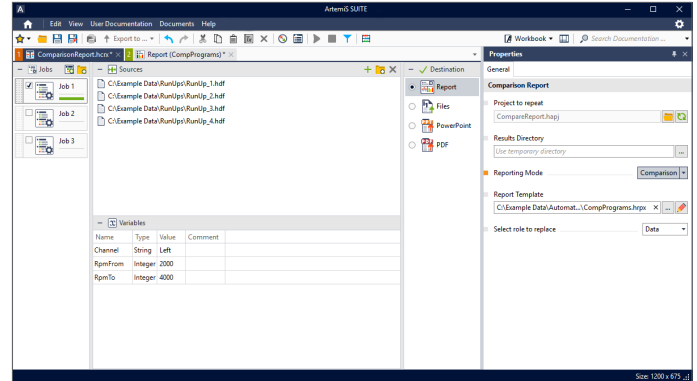 A ArtemiS SUITE
Edit View User Documentation Documents Help
Export to ... Workbook Search Documentation ...
1 ComparisonReport.hcrx* 2 Report (CompPrograms)*
Jobs
Job 1
Job 2
Job 3
Sources
C:\Example Data\RunUps\RunUp_1.hdf
C:\Example Data\RunUps\RunUp_2.hdf
C:\Example Data\RunUps\RunUp_3.hdf
C:\Example Data\RunUps\RunUp_4.hdf
Variables
Name Type Value Comment
Channel String Left
RpmFrom Integer 2000
RpmTo Integer 4000
Destination
Report
Files
PowerPoint
PDF
Properties
General
Comparison Report
Project to repeat
CompareReport.hapj
Results Directory
Use temporary directory ...
Reporting Mode Comparison
Report Template
C:\Example Data\Automat...\CompPrograms.hrpx ...
Select role to replace Data
Size: 1200 x 675